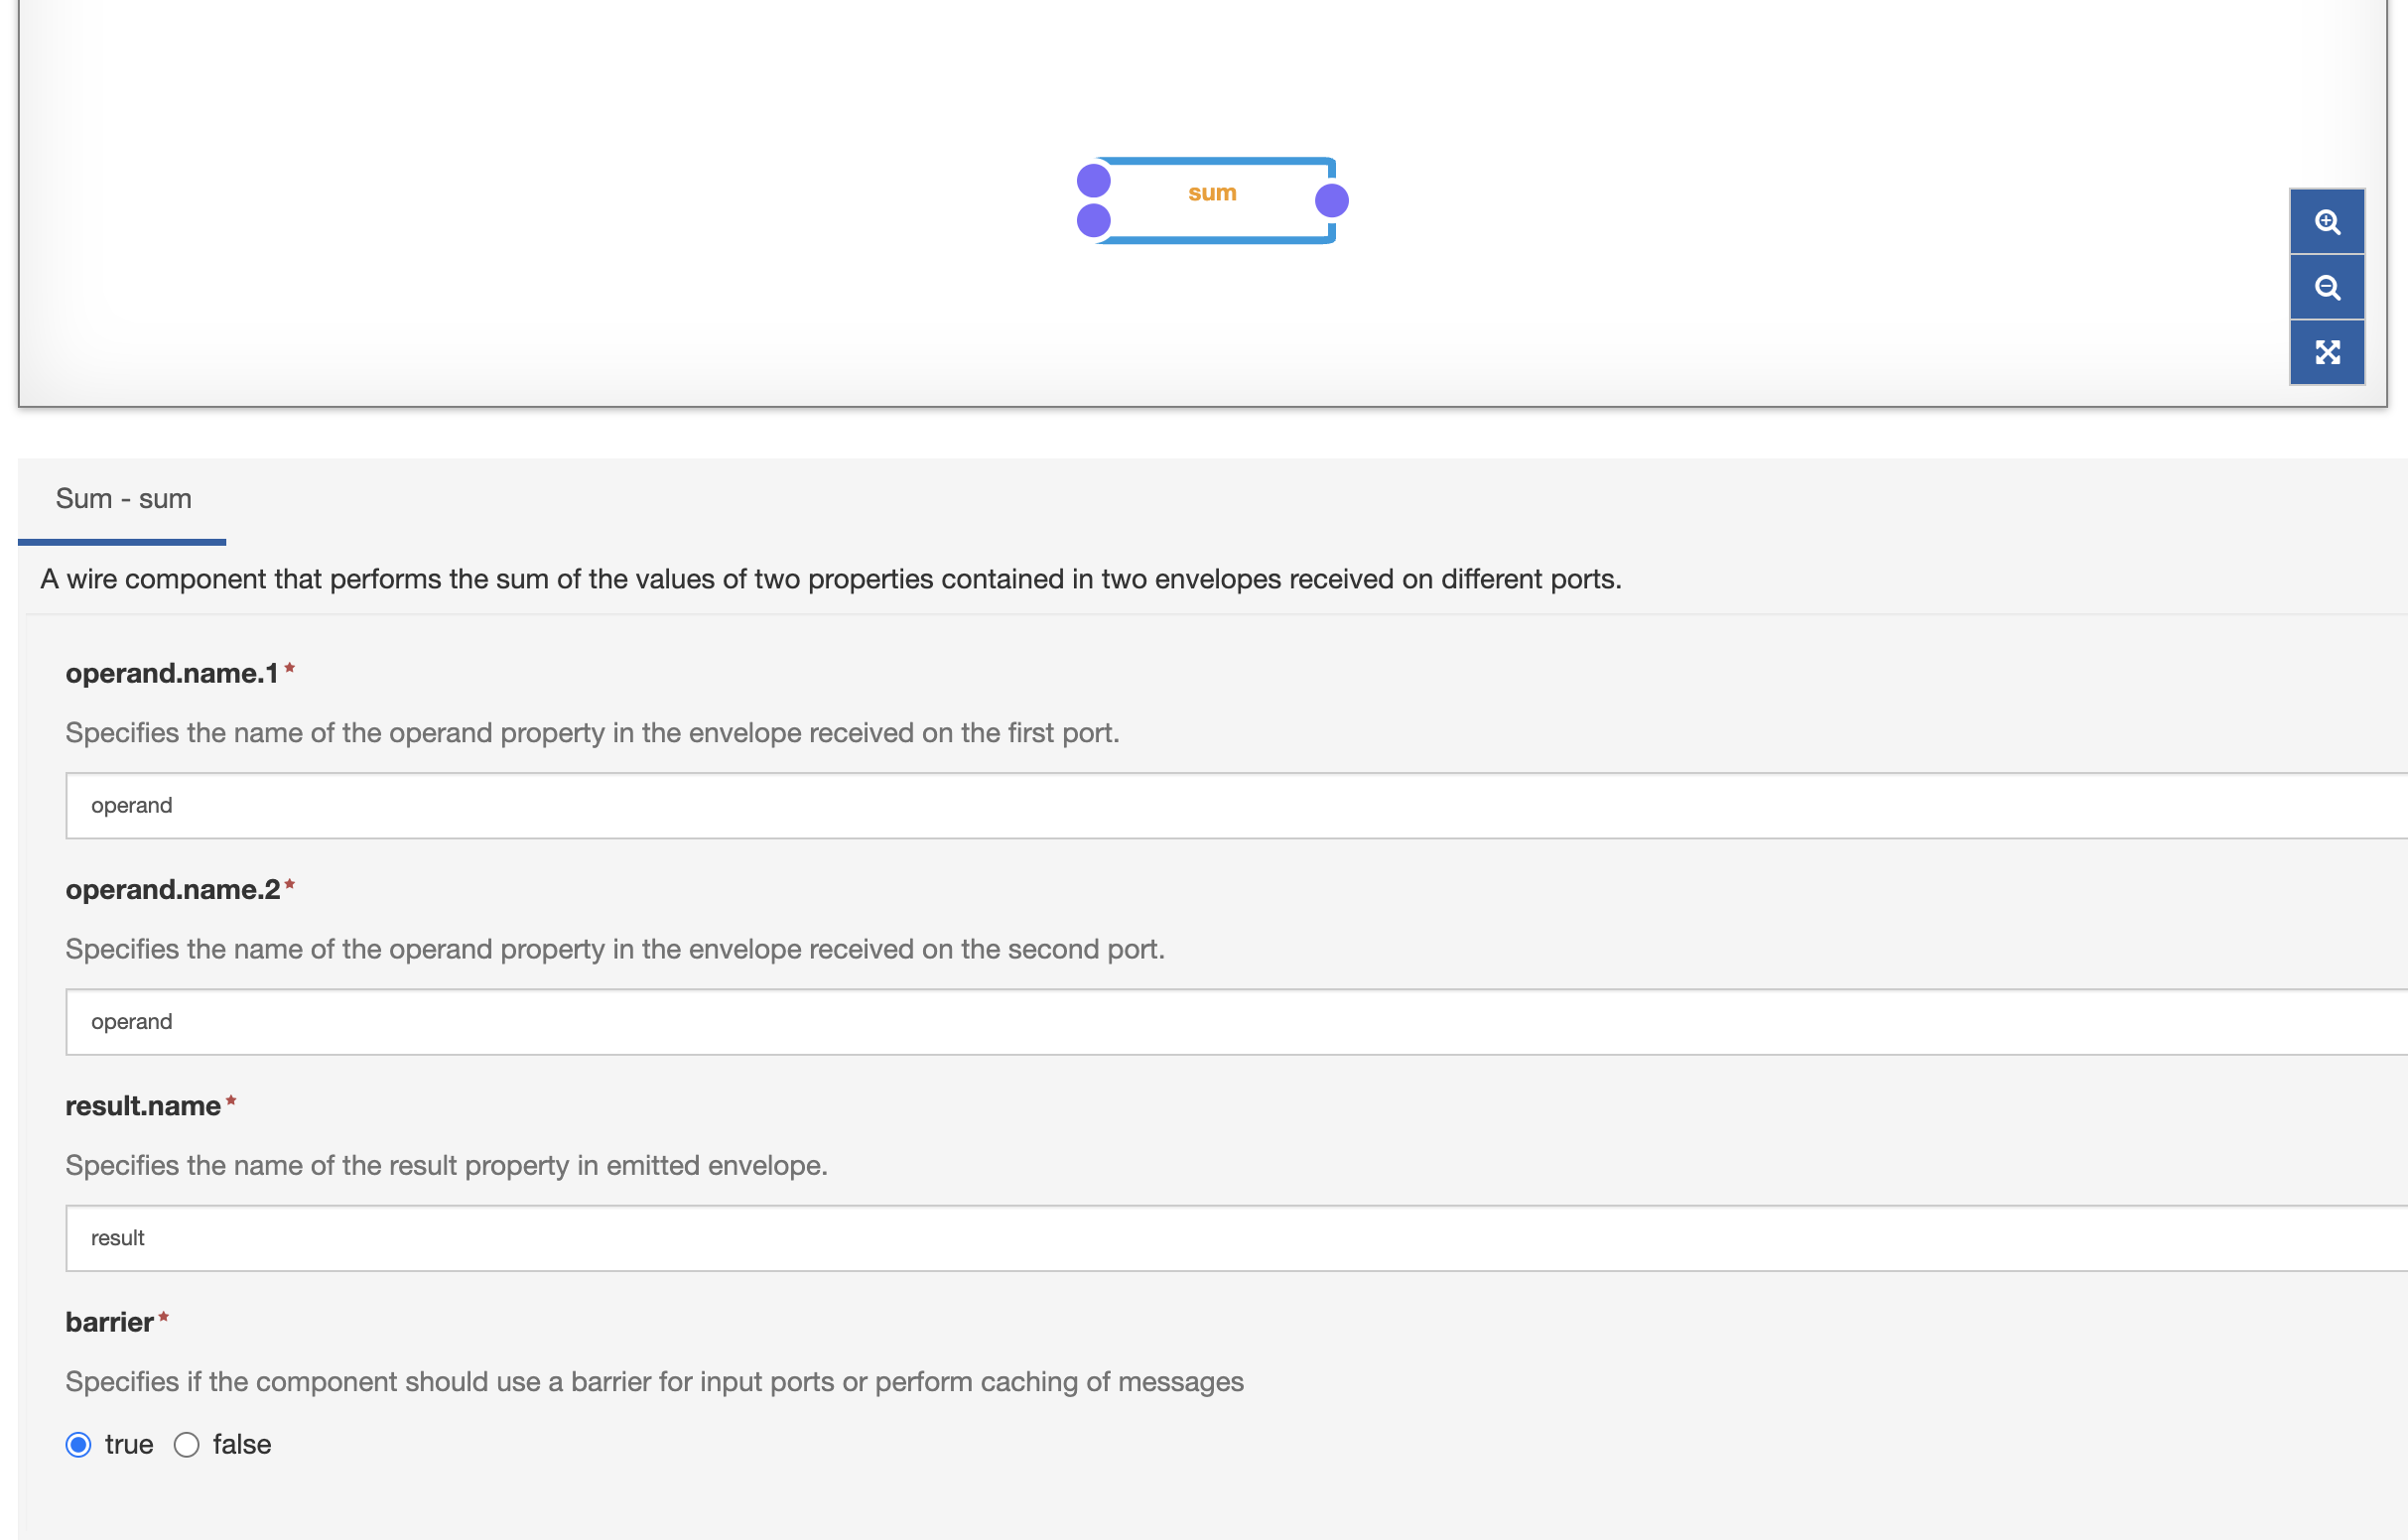 sum
Sum - sum
A wire component that performs the sum of the values of two properties contained in two envelopes received on different ports.
operand.name.1 *
Specifies the name of the operand property in the envelope received on the first port.
operand
operand.name.2 *
Specifies the name of the operand property in the envelope received on the second port.
operand
result.name *
Specifies the name of the result property in emitted envelope.
result
barrier *
Specifies if the component should use a barrier for input ports or perform caching of messages
true false